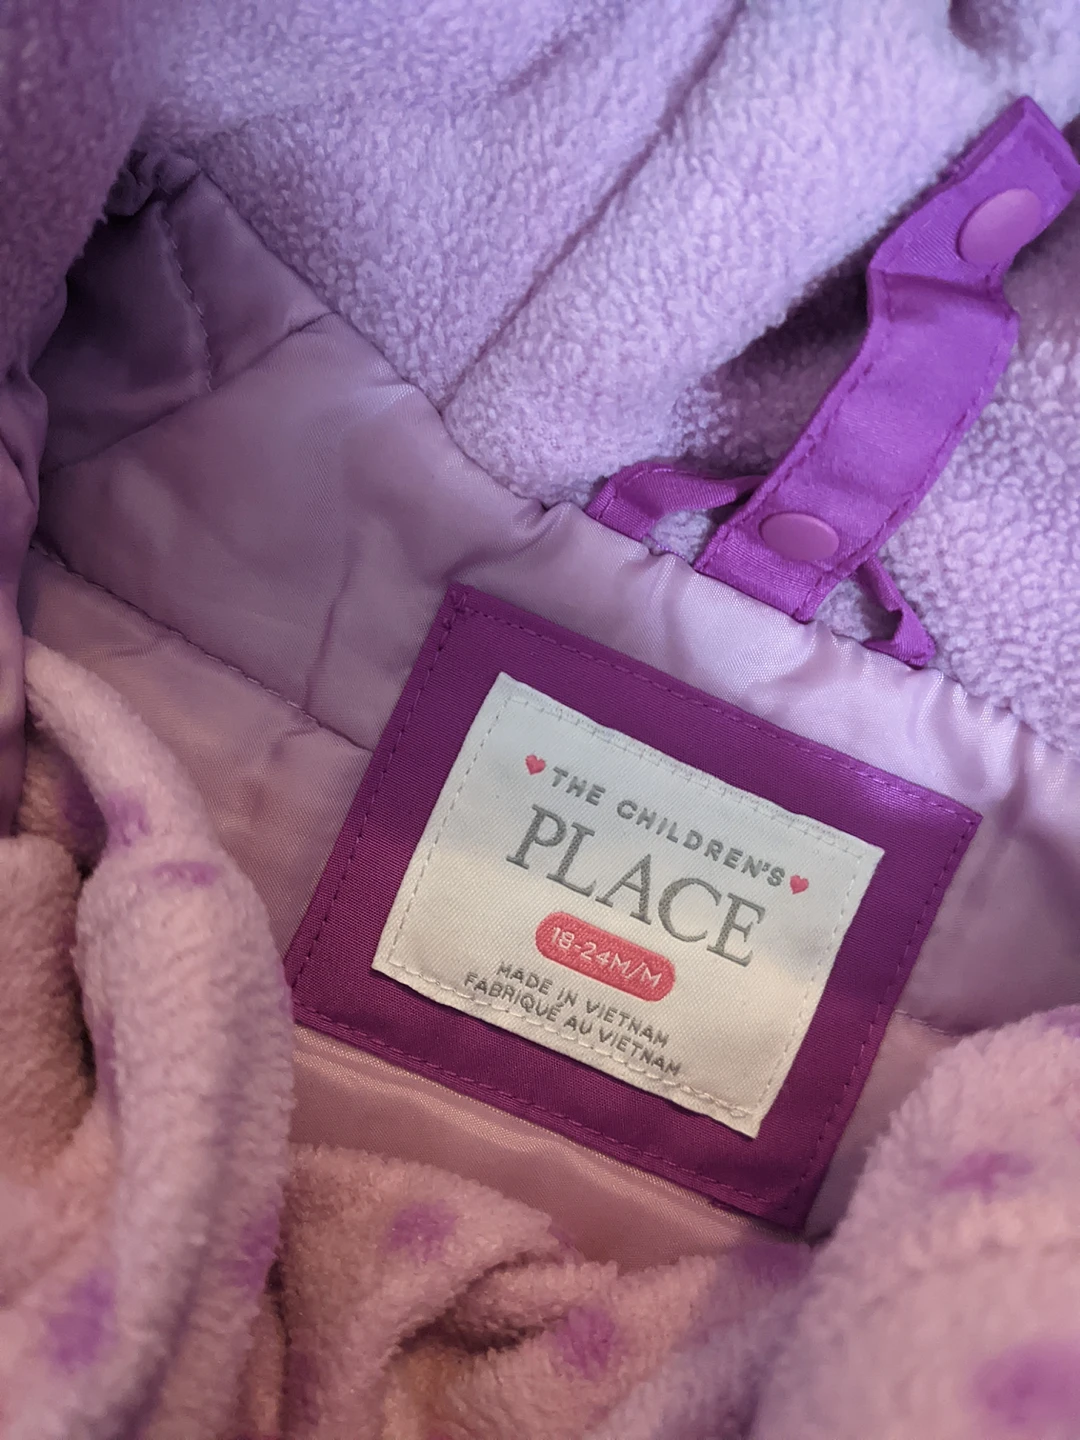 THE CHILDREN'S
PLACE
18-24M/M
MADE IN VIETNAM
FABRIQUÉ AU VIETNAM